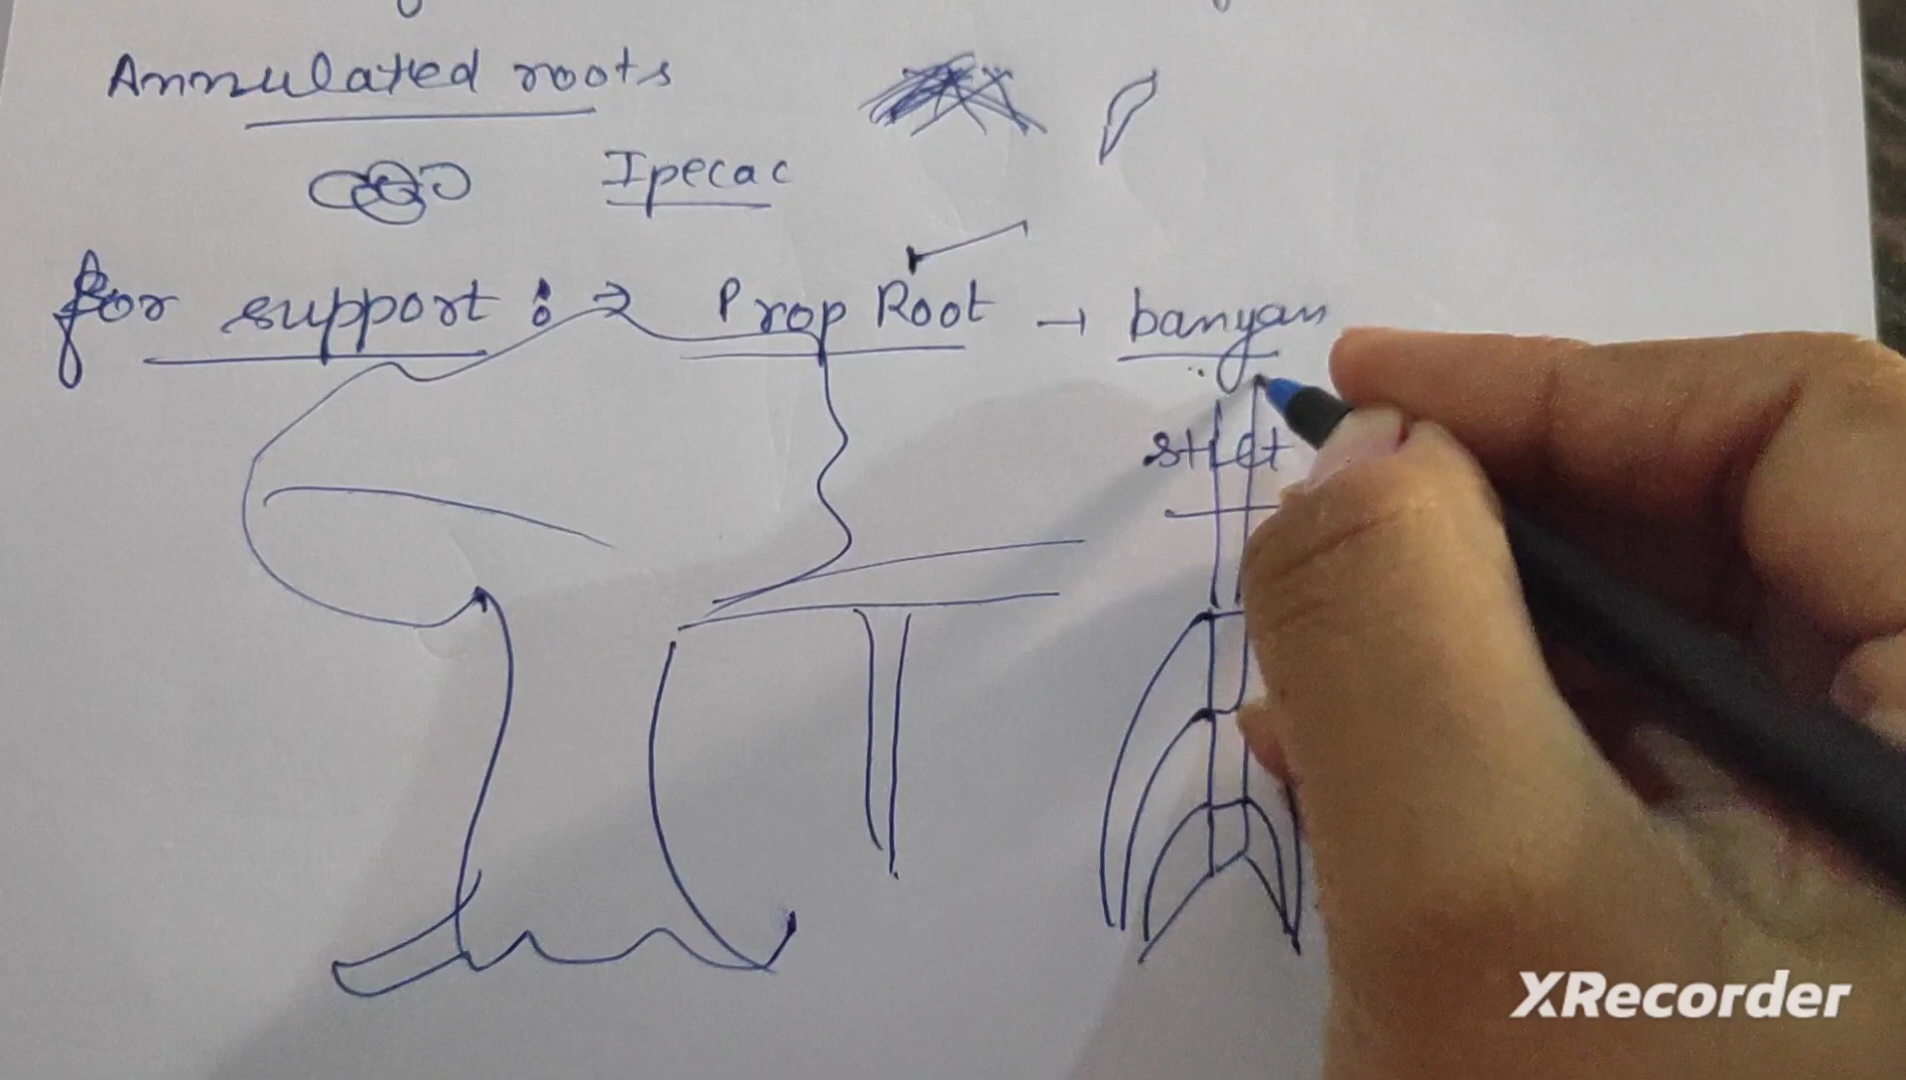 Annulated roots
Ipecac
for support : → Prop Root → banyan
XRecorder